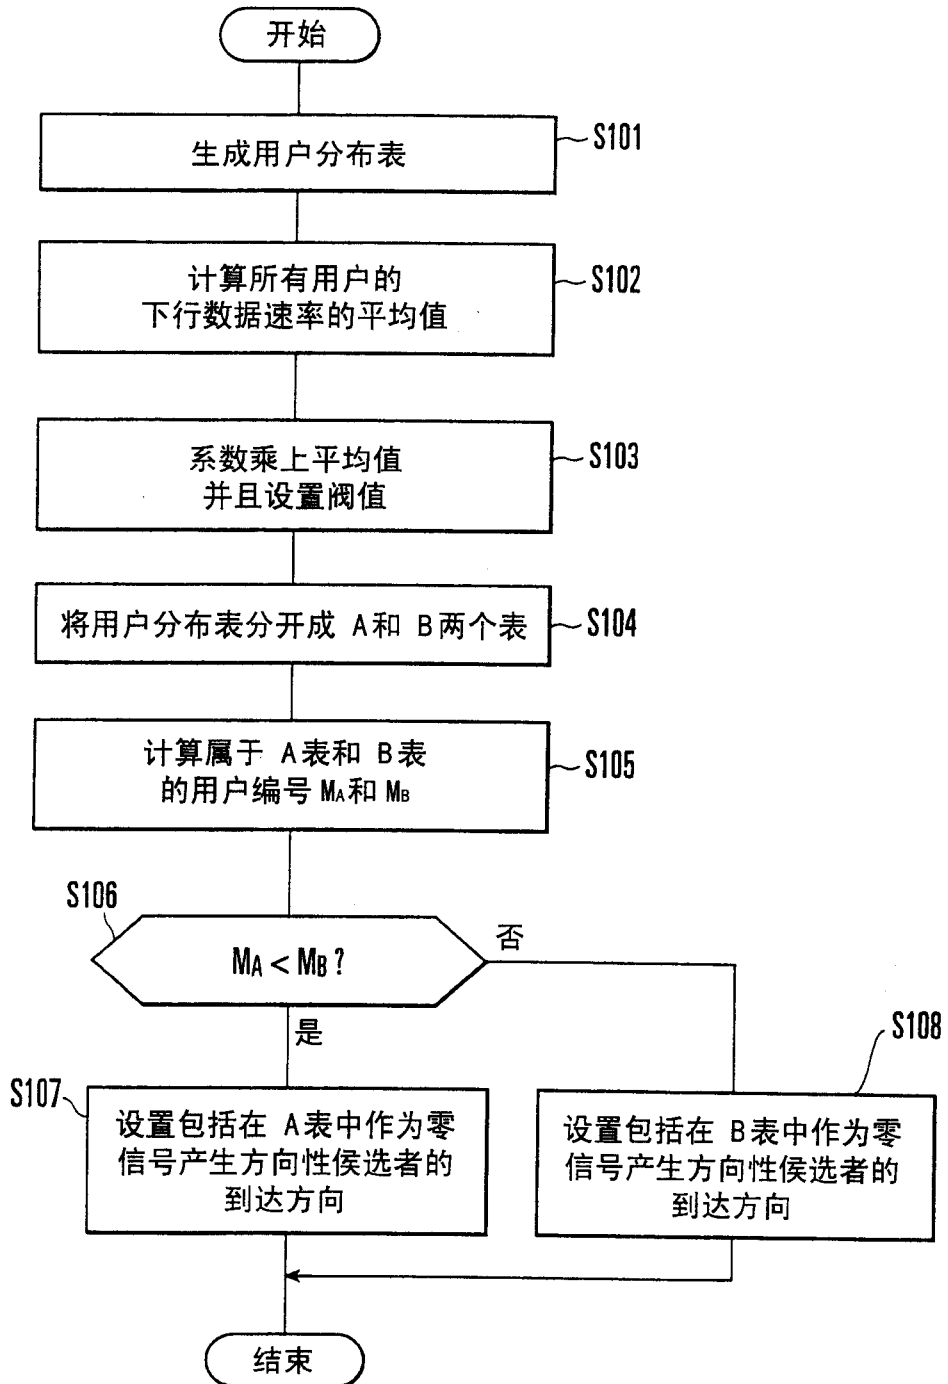 开始
生成用户分布表
S101
计算所有用户的
下行数据速率的平均值
S102
系数乘上平均值
并且设置阀值
S103
将用户分布表分开成 A和 B两个表
S104
计算属于 A表和 B表
的用户编号 MA和 MB
S105
S106
MA < MB ?
否
是
S107
设置包括在 A表中作为零
信号产生方向性候选者的
到达方向
S108
设置包括在 B表中作为零
信号产生方向性候选者的
到达方向
结束